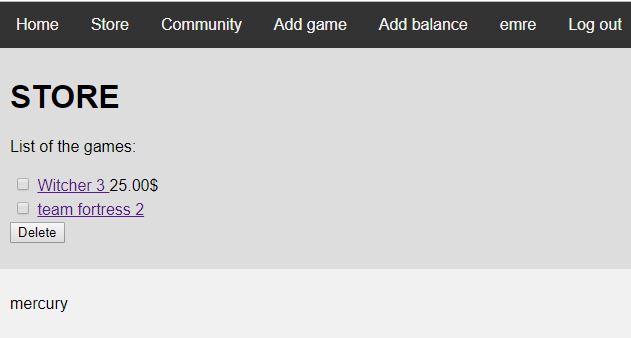 Home Store Community Add game Add balance emre Log out
STORE
List of the games:
Witcher 3 25.00$
team fortress 2
Delete
mercury